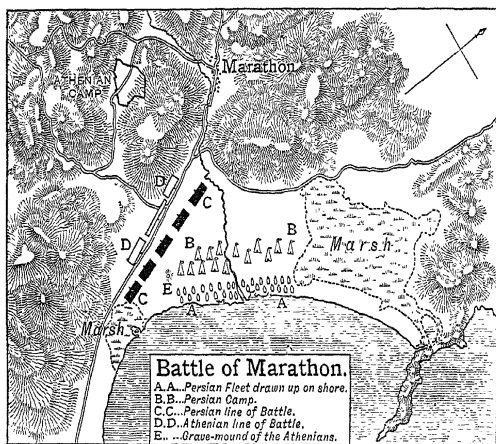 ATHENIAN
CAMP
Marathon
D
C
D
B
B
Marsh
E
C
A
A
Marsh
Battle of Marathon.
A.A...Persian Fleet drawn up on shore.
B.B...Persian Camp.
C.C...Persian line of Battle.
D.D..Athenian line of Battle.
E.. ...Grave-mound of the Athenians.